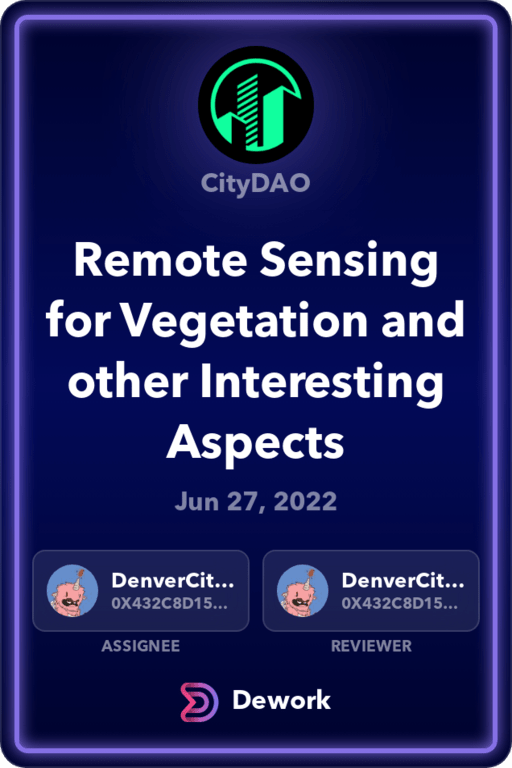 CityDAO
Remote Sensing
for Vegetation and
other Interesting
Aspects
Jun 27, 2022
DenverCit...
0X432C8D15...
DenverCit...
0X432C8D15...
ASSIGNEE
REVIEWER
Dework